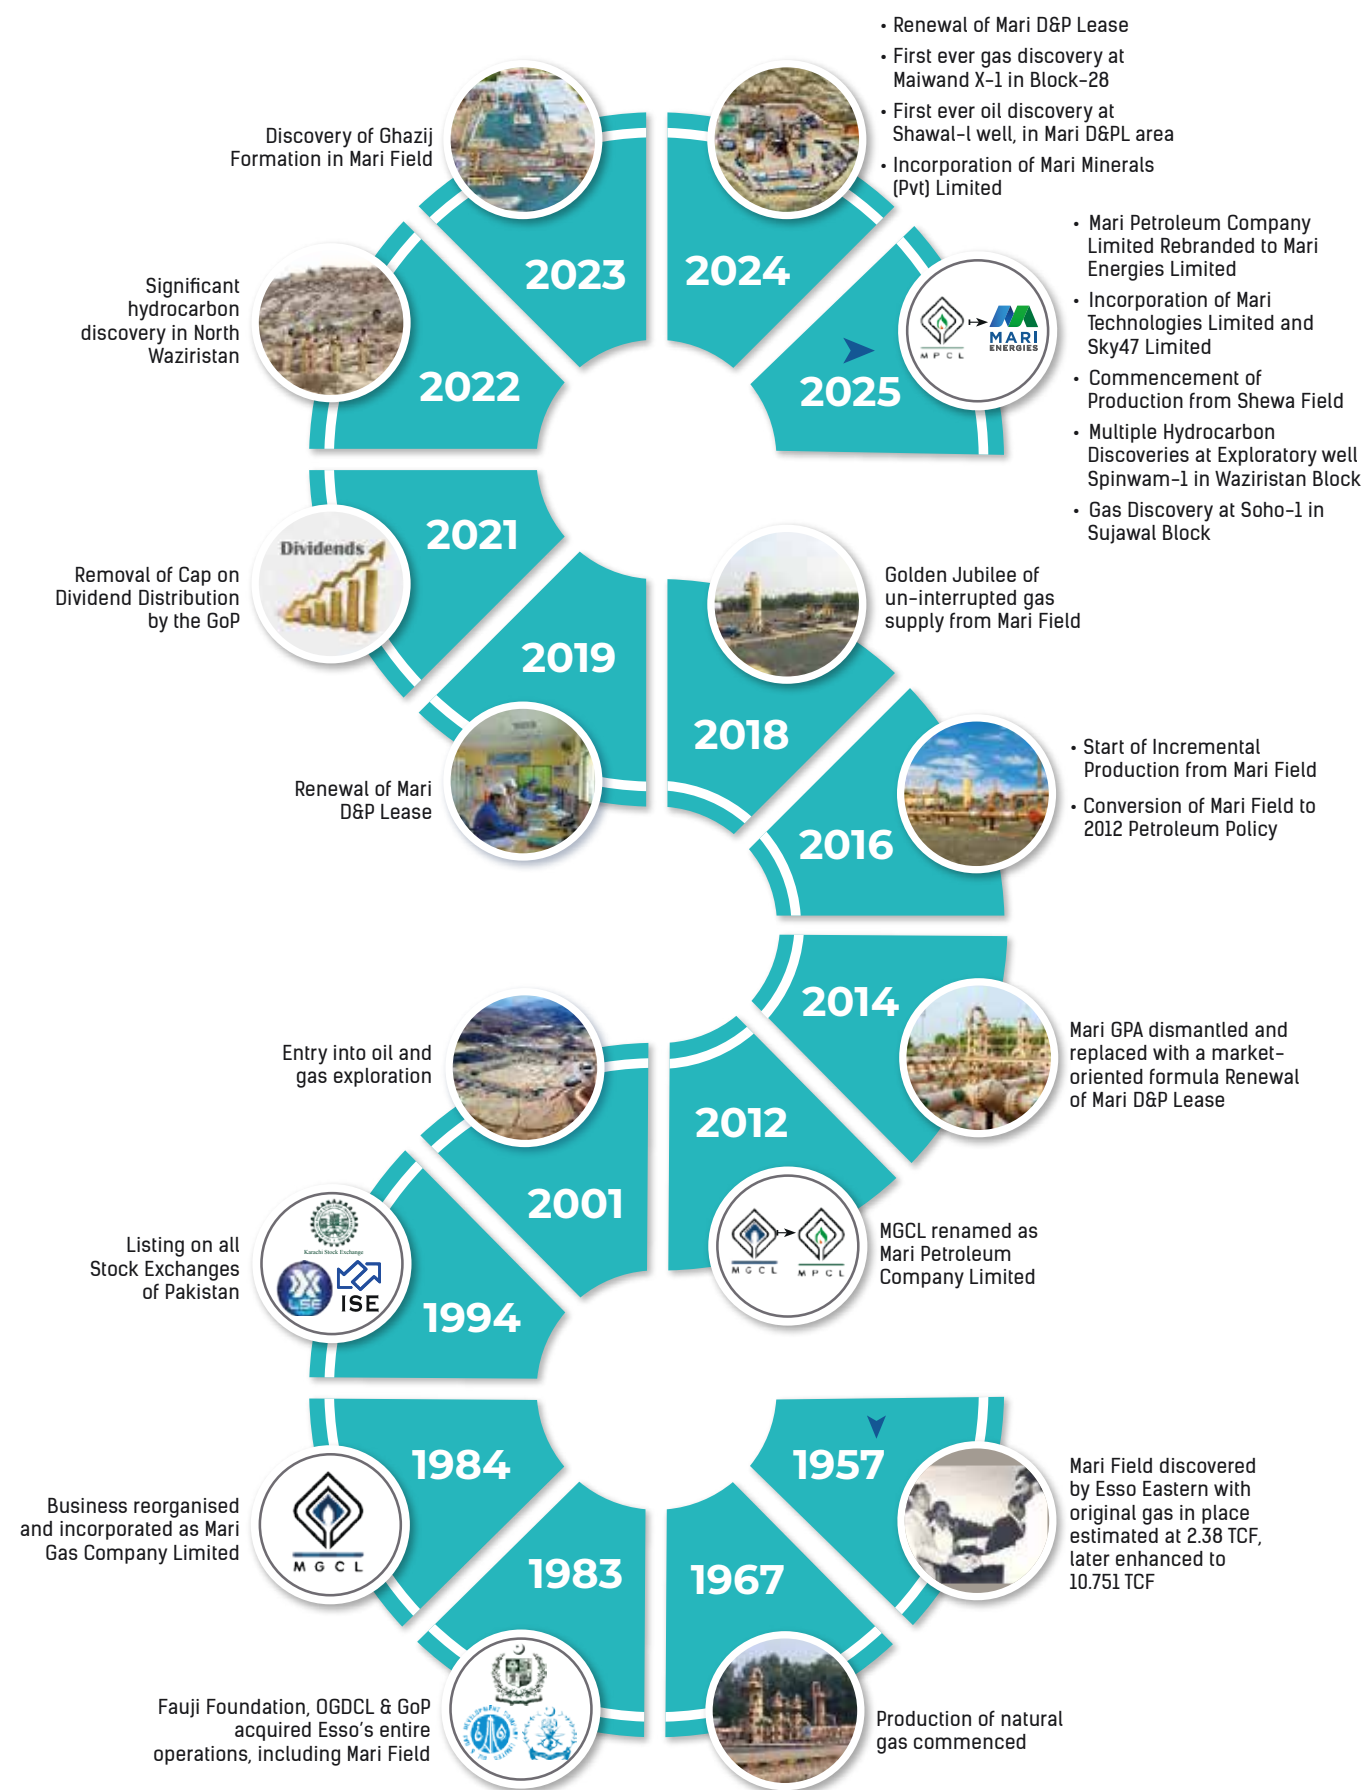 • Renewal of Mari D&P Lease
• First ever gas discovery at
Maiwand X-1 in Block-28
• First ever oil discovery at
Shawal-l well, in Mari D&PL area
• Incorporation of Mari Minerals
(Pvt) Limited
2024
Discovery of Ghazij
Formation in Mari Field
2023
• Mari Petroleum Company
Limited Rebranded to Mari
Energies Limited
• Incorporation of Mari
Technologies Limited and
Sky47 Limited
• Commencement of
Production from Shewa Field
• Multiple Hydrocarbon
Discoveries at Exploratory well
Spinwam-1 in Waziristan Block
• Gas Discovery at Soho-1 in
Sujawal Block
MPCL
MARI
ENERGIES
2025
Significant
hydrocarbon
discovery in North
Waziristan
2022
2021
Dividends
Removal of Cap on
Dividend Distribution
by the GoP
2019
Renewal of Mari
D&P Lease
Golden Jubilee of
un-interrupted gas
supply from Mari Field
2018
2016
• Start of Incremental
Production from Mari Field
• Conversion of Mari Field to
2012 Petroleum Policy
2014
Mari GPA dismantled and
replaced with a market-
oriented formula Renewal
of Mari D&P Lease
2012
MGCL
MPCL
MGCL renamed as
Mari Petroleum
Company Limited
Entry into oil and
gas exploration
2001
Listing on all
Stock Exchanges
of Pakistan
Karachi Stock Exchange
LSE
ISE
1994
1984
MGCL
Business reorganised
and incorporated as Mari
Gas Company Limited
1983
Fauji Foundation, OGDCL & GoP
acquired Esso's entire
operations, including Mari Field
1967
Production of natural
gas commenced
1957
Mari Field discovered
by Esso Eastern with
original gas in place
estimated at 2.38 TCF,
later enhanced to
10.751 TCF